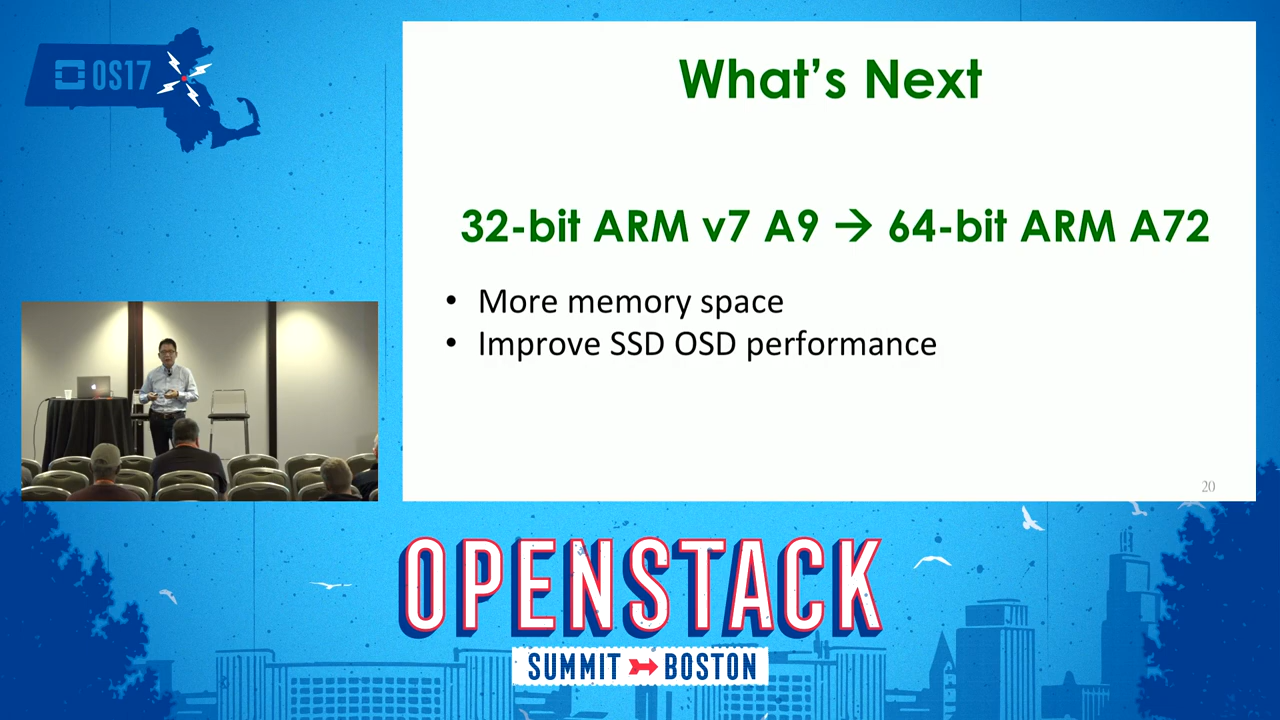 OS17
What's Next
32-bit ARM v7 A9 → 64-bit ARM A72
• More memory space
• Improve SSD OSD performance
20
OPENSTACK
SUMMIT BOSTON